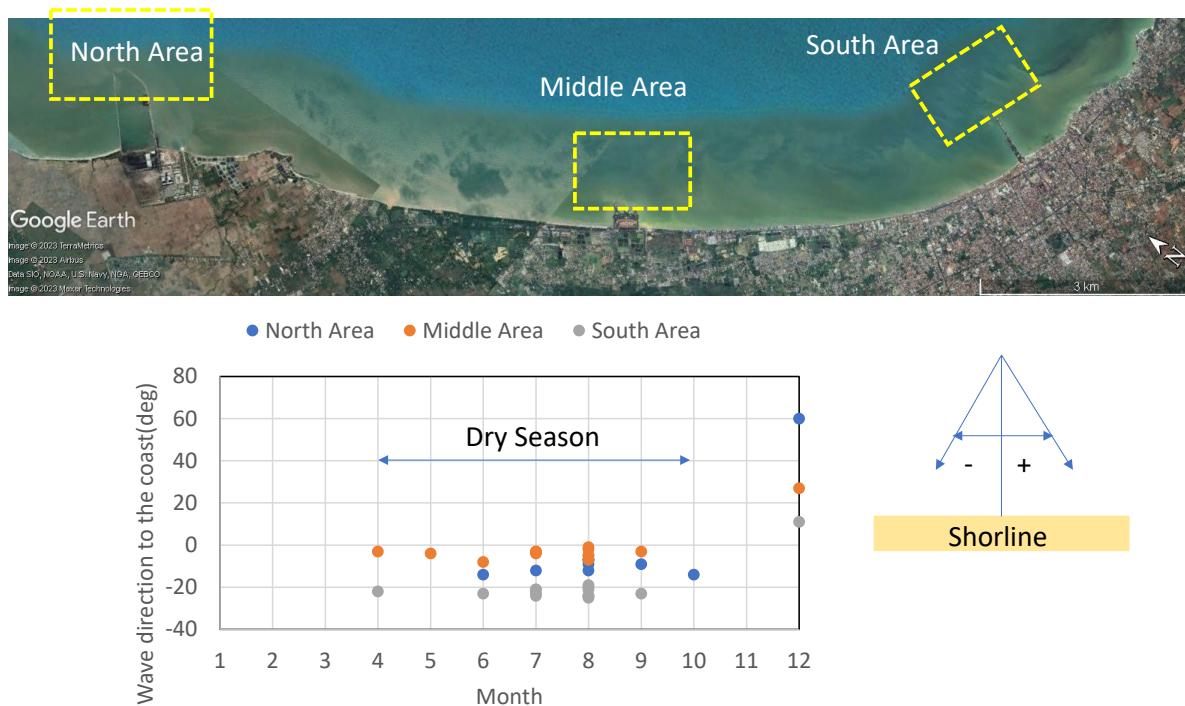 North Area
South Area
Middle Area
Google Earth
Image © 2023 TerraMetrics
Image © 2023 Airbus
Data SIO, NOAA, U.S. Navy, NGA, GEBCO
Image © 2023 Maxar Technologies
N
3 km
North Area Middle Area South Area
Wave direction to the coast(deg)
80
60
40
20
0
-20
-40
Dry Season
1 2 3 4 5 6 7 8 9 10 11 12
Month
- +
Shorline